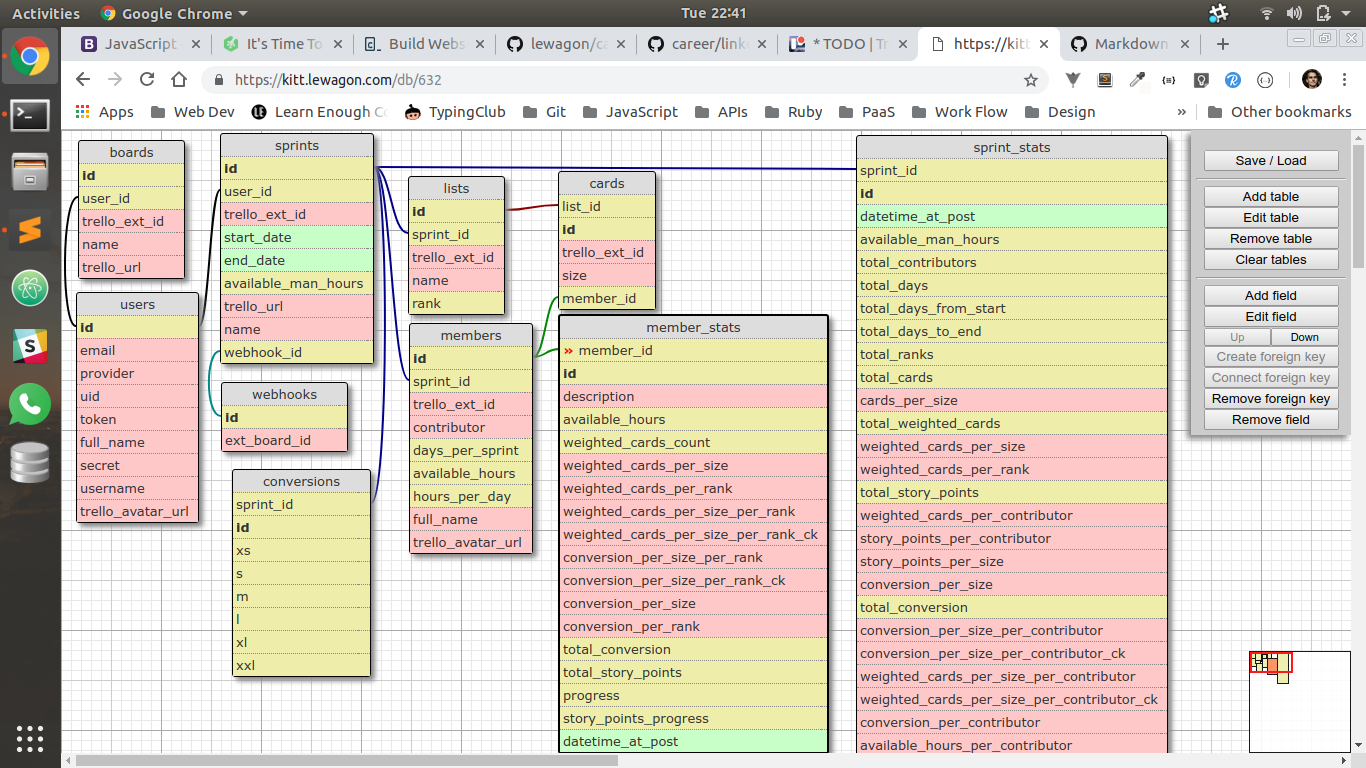 Activities
Google Chrome
Tue 22:41
JavaScript
It's Time To
Build Webs
lewagon/ca
career/link
* TODO | Tr
https://kitt
Markdown
https://kitt.lewagon.com/db/632
Apps
Web Dev
Learn Enough C
TypingClub
Git
JavaScript
APIs
Ruby
PaaS
Work Flow
Design
»
Other bookmarks
boards
id
user_id
trello_ext_id
name
trello_url
users
id
email
provider
uid
token
full_name
secret
username
trello_avatar_url
sprints
id
user_id
trello_ext_id
start_date
end_date
available_man_hours
trello_url
name
webhook_id
webhooks
id
ext_board_id
conversions
sprint_id
id
xs
s
m
l
xl
xxl
lists
id
sprint_id
trello_ext_id
name
rank
members
id
sprint_id
trello_ext_id
contributor
days_per_sprint
available_hours
hours_per_day
full_name
trello_avatar_url
cards
list_id
id
trello_ext_id
size
member_id
member_stats
» member_id
id
description
available_hours
weighted_cards_count
weighted_cards_per_size
weighted_cards_per_rank
weighted_cards_per_size_per_rank
weighted_cards_per_size_per_rank_ck
conversion_per_size_per_rank
conversion_per_size_per_rank_ck
conversion_per_size
conversion_per_rank
total_conversion
total_story_points
progress
story_points_progress
datetime_at_post
sprint_stats
sprint_id
id
datetime_at_post
available_man_hours
total_contributors
total_days
total_days_from_start
total_days_to_end
total_ranks
total_cards
cards_per_size
total_weighted_cards
weighted_cards_per_size
weighted_cards_per_rank
total_story_points
weighted_cards_per_contributor
story_points_per_contributor
story_points_per_size
conversion_per_size
total_conversion
conversion_per_size_per_contributor
conversion_per_size_per_contributor_ck
weighted_cards_per_size_per_contributor
weighted_cards_per_size_per_contributor_ck
conversion_per_contributor
available_hours_per_contributor
Save / Load
Add table
Edit table
Remove table
Clear tables
Add field
Edit field
Up
Down
Create foreign key
Connect foreign key
Remove foreign key
Remove field